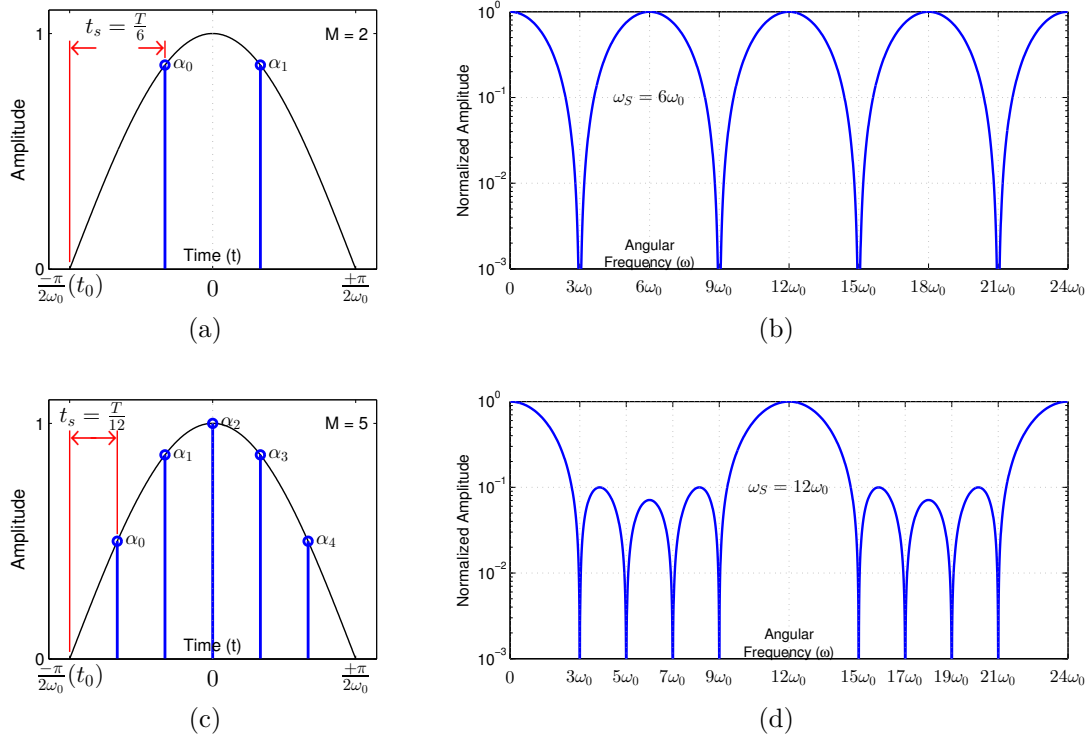 t_s = T/6
M = 2
1
α_0
α_1
Amplitude
Time (t)
0
-π/2ω_0 (t_0)
0
+π/2ω_0
(a)
10^0
10^-1
10^-2
10^-3
Normalized Amplitude
ω_S = 6ω_0
Angular
Frequency (ω)
0
3ω_0
6ω_0
9ω_0
12ω_0
15ω_0
18ω_0
21ω_0
24ω_0
(b)
t_s = T/12
M = 5
1
α_0
α_1
α_2
α_3
α_4
Amplitude
Time (t)
0
-π/2ω_0 (t_0)
0
+π/2ω_0
(c)
10^0
10^-1
10^-2
10^-3
Normalized Amplitude
ω_S = 12ω_0
Angular
Frequency (ω)
0
3ω_0
5ω_0
7ω_0
9ω_0
12ω_0
15ω_0
17ω_0
19ω_0
21ω_0
24ω_0
(d)